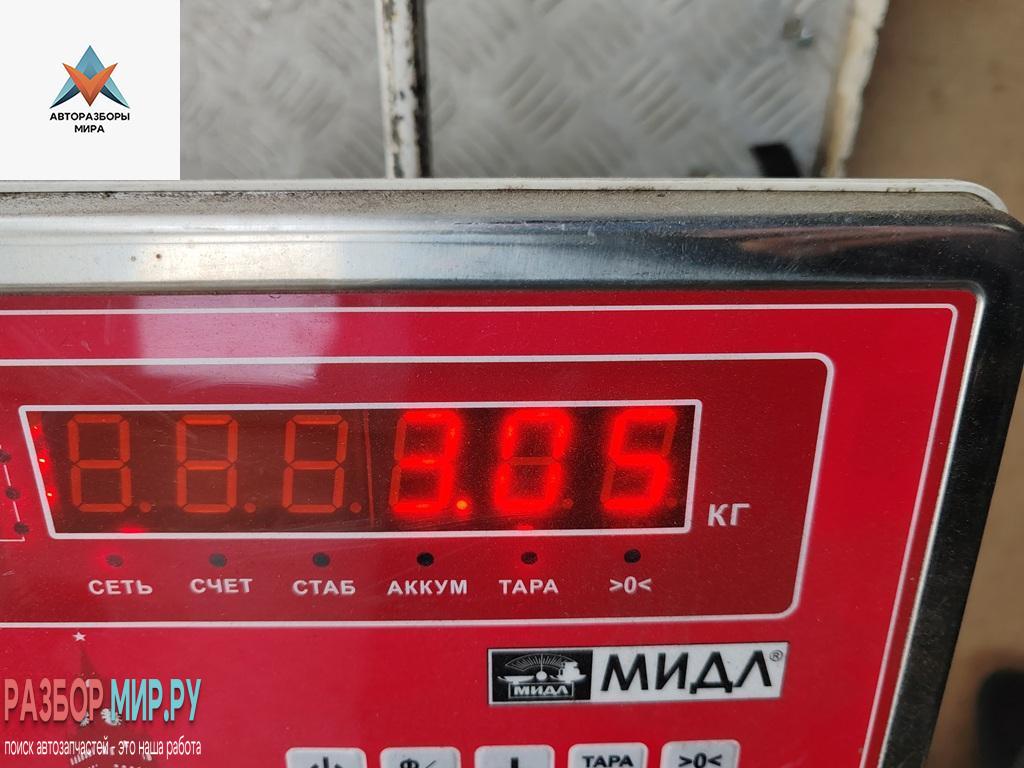 АВТОРАЗБОРЫ
МИРА
3.05
КГ
СЕТЬ СЧЕТ СТАБ АККУМ ТАРА >0<
МИДЛ МИДЛ®
РАЗБОР МИР.РУ
поиск автозапчастей - это наша работа
ТАРА >0<